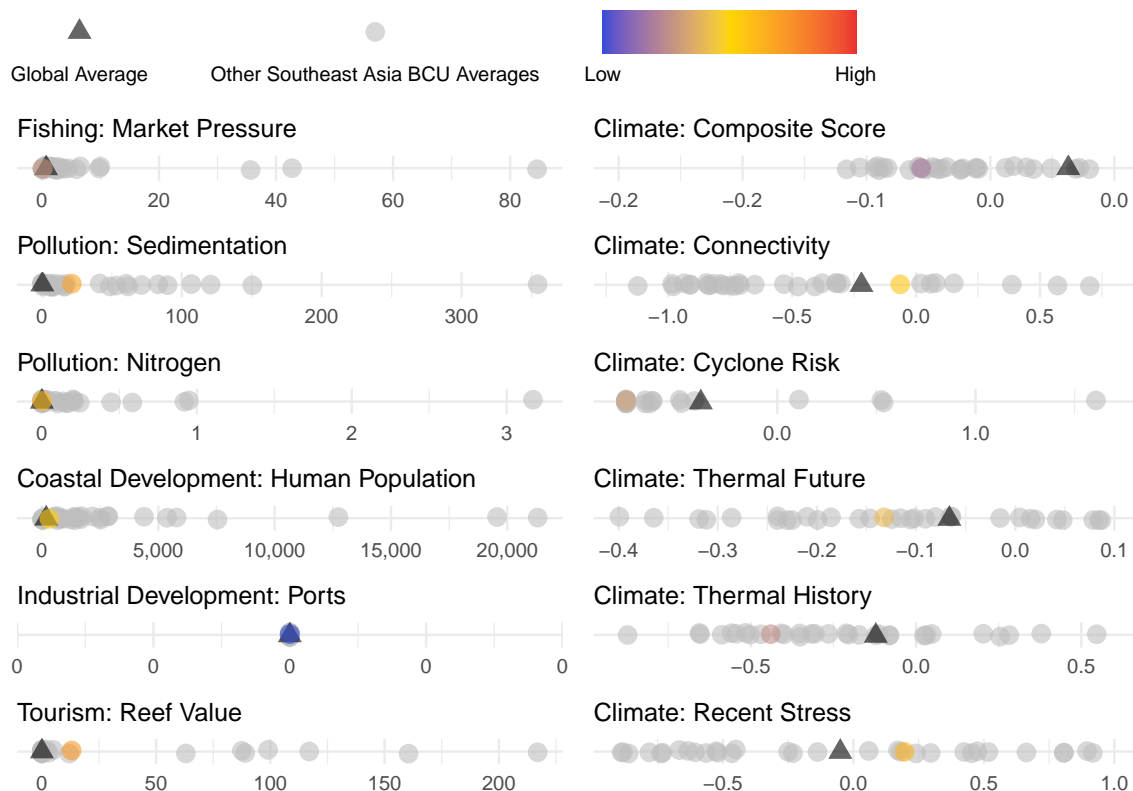 Global Average
Other Southeast Asia BCU Averages
Low
High
Fishing: Market Pressure
0 20 40 60 80
Pollution: Sedimentation
0 100 200 300
Pollution: Nitrogen
0 1 2 3
Coastal Development: Human Population
0 5,000 10,000 15,000 20,000
Industrial Development: Ports
0 0 0 0 0
Tourism: Reef Value
0 50 100 150 200
Climate: Composite Score
−0.2 −0.2 −0.1 0.0 0.0
Climate: Connectivity
−1.0 −0.5 0.0 0.5
Climate: Cyclone Risk
0.0 1.0
Climate: Thermal Future
−0.4 −0.3 −0.2 −0.1 0.0 0.1
Climate: Thermal History
−0.5 0.0 0.5
Climate: Recent Stress
−0.5 0.0 0.5 1.0